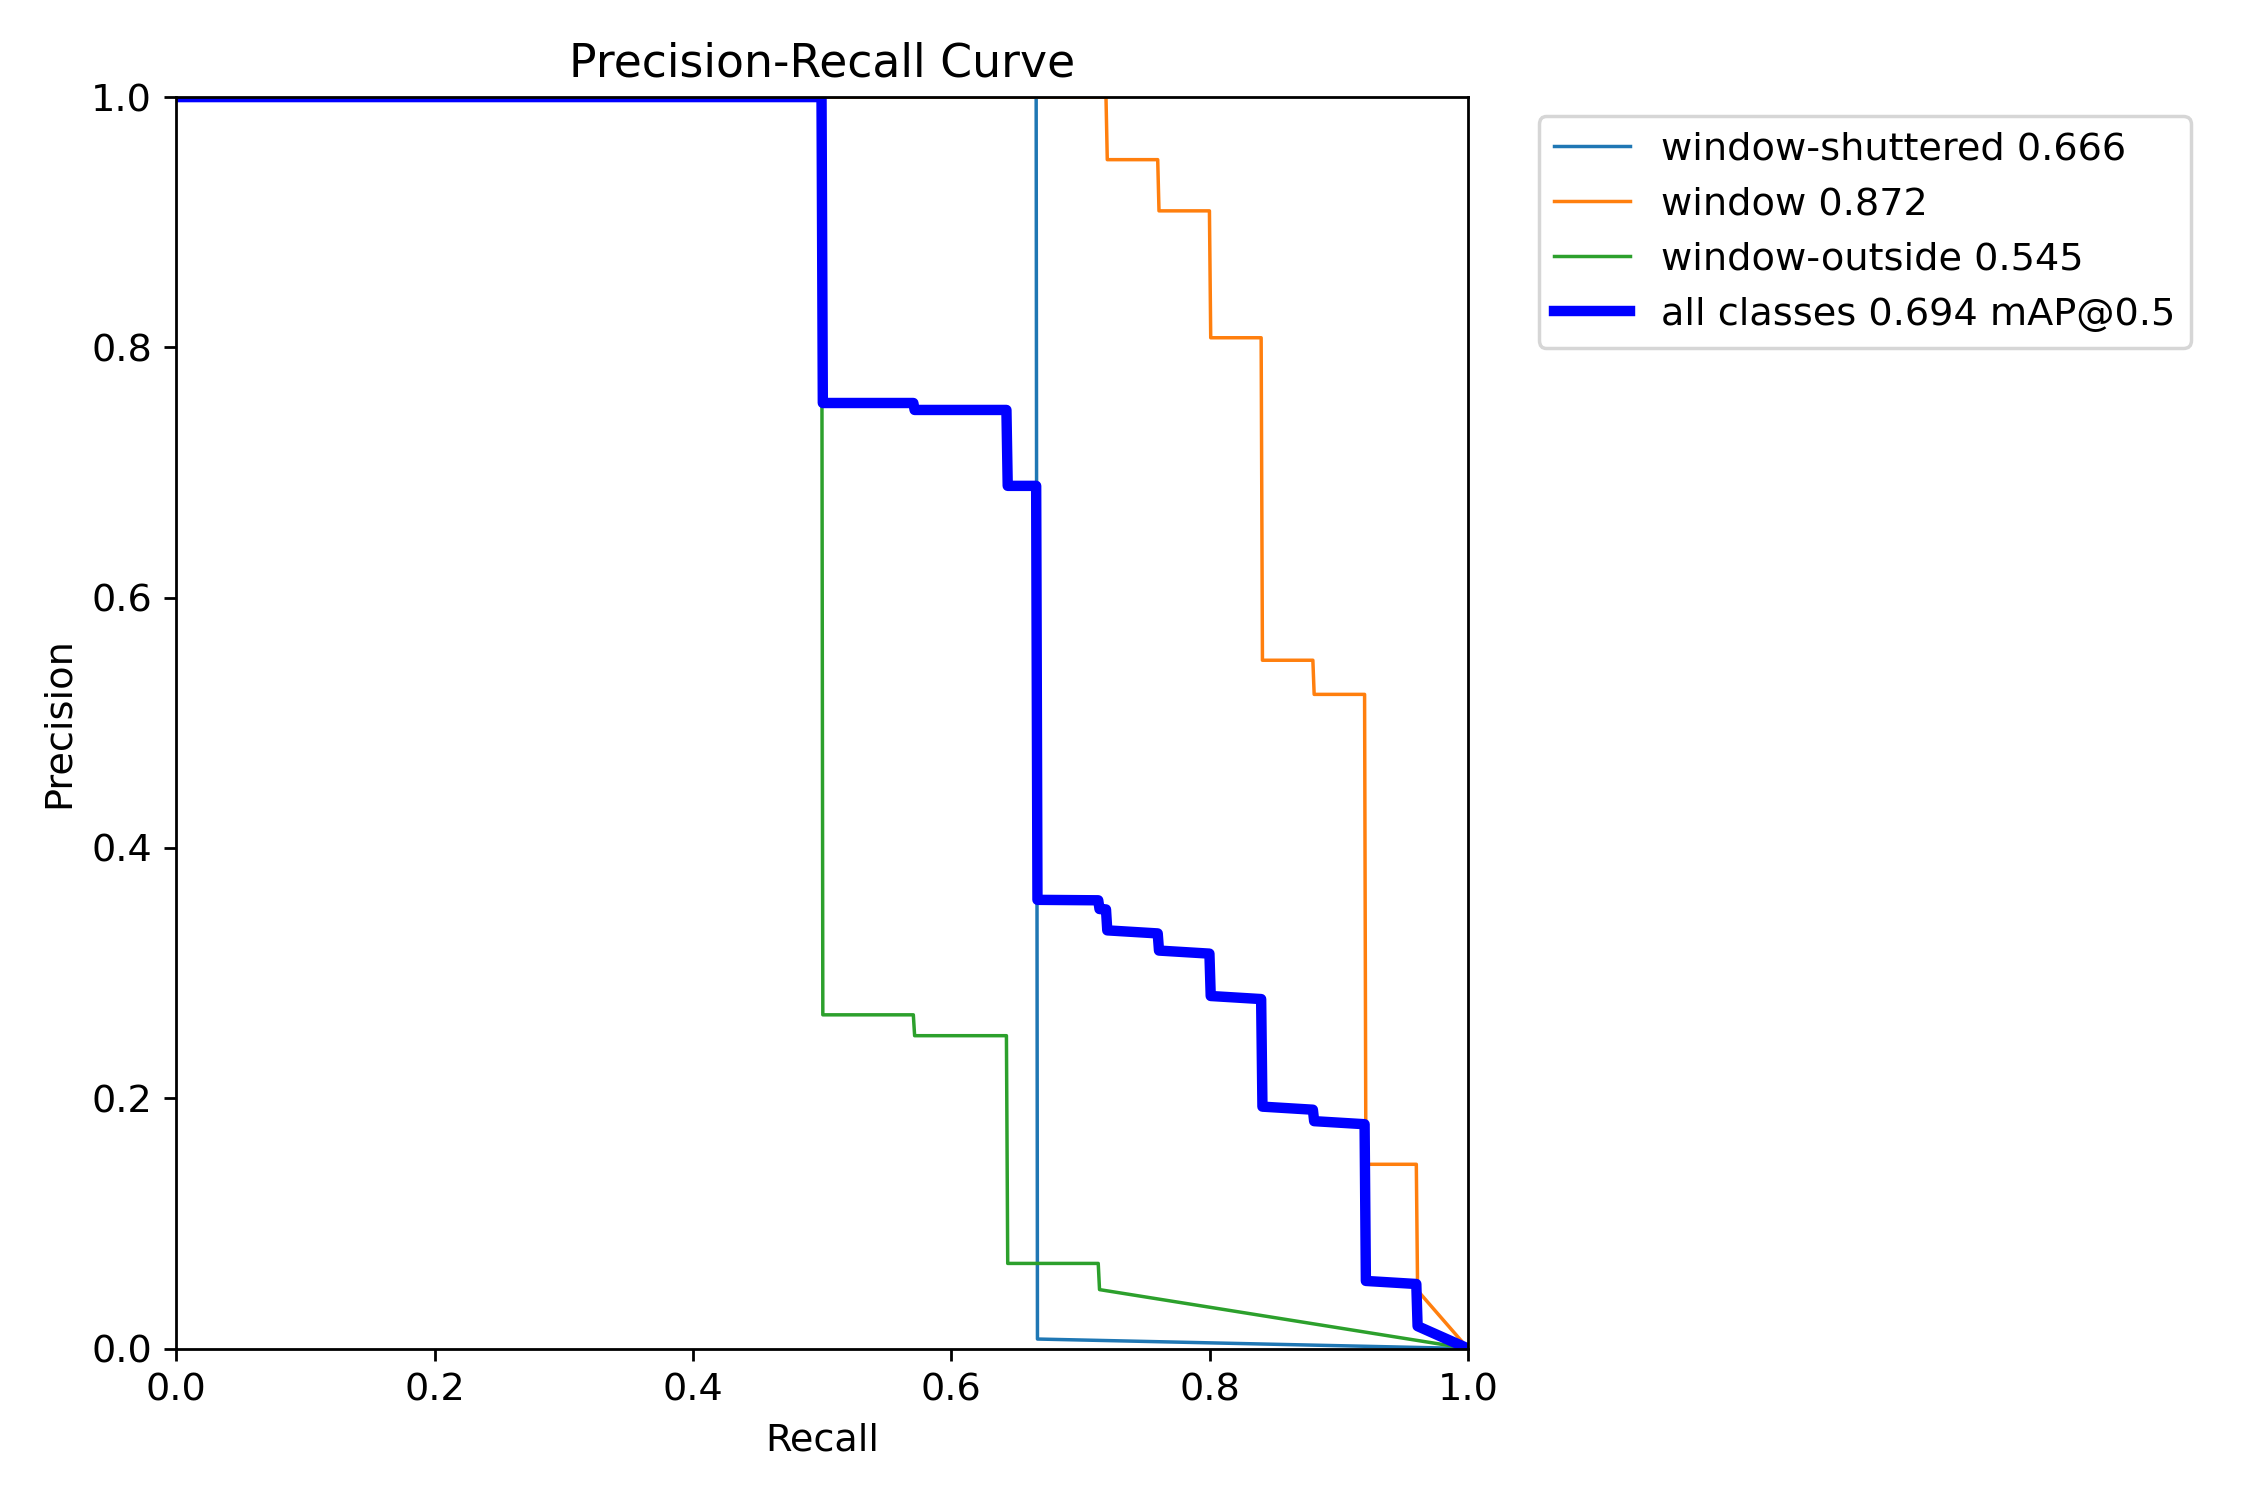 Precision-Recall Curve
1.0
0.8
0.6
0.4
0.2
0.0
Precision
0.0 0.2 0.4 0.6 0.8 1.0
Recall
window-shuttered 0.666
window 0.872
window-outside 0.545
all classes 0.694 mAP@0.5